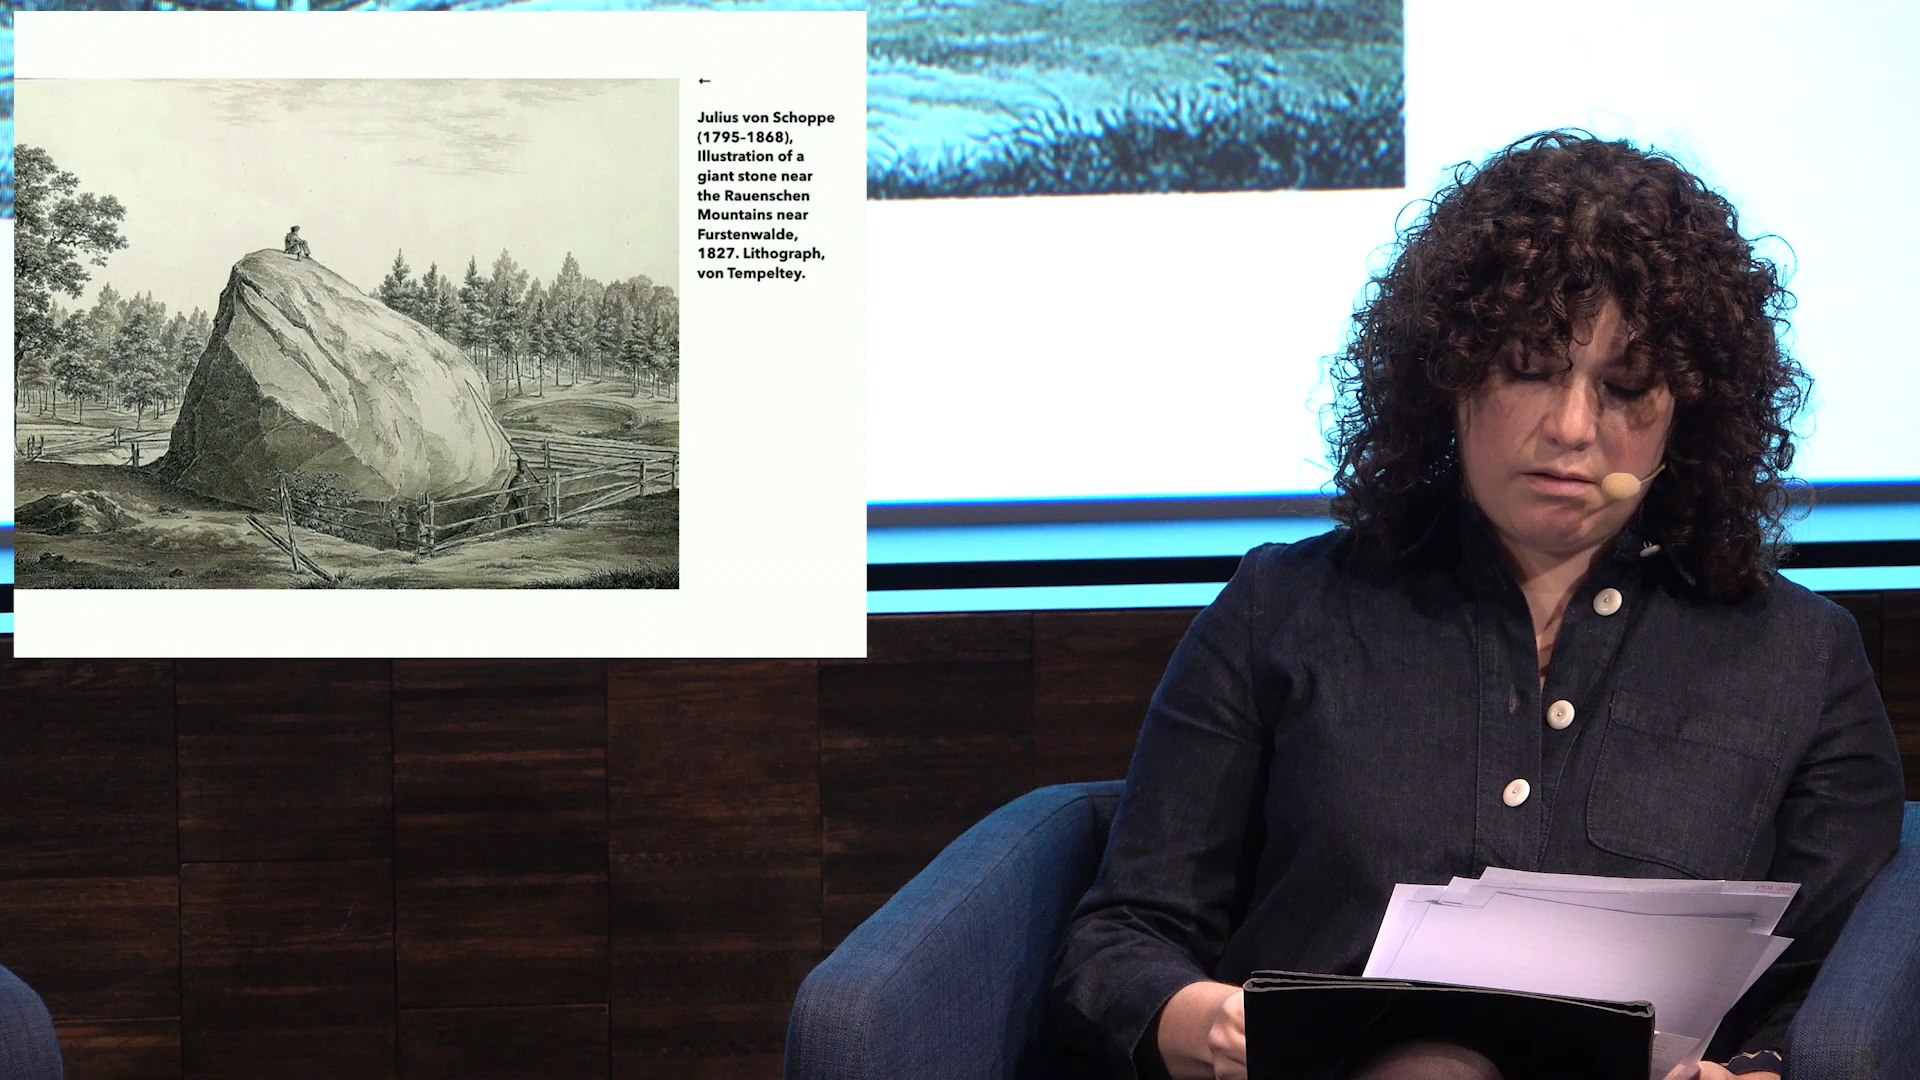 ←
Julius von Schoppe
(1795–1868),
Illustration of a
giant stone near
the Rauenschen
Mountains near
Furstenwalde,
1827. Lithograph,
von Tempeltey.